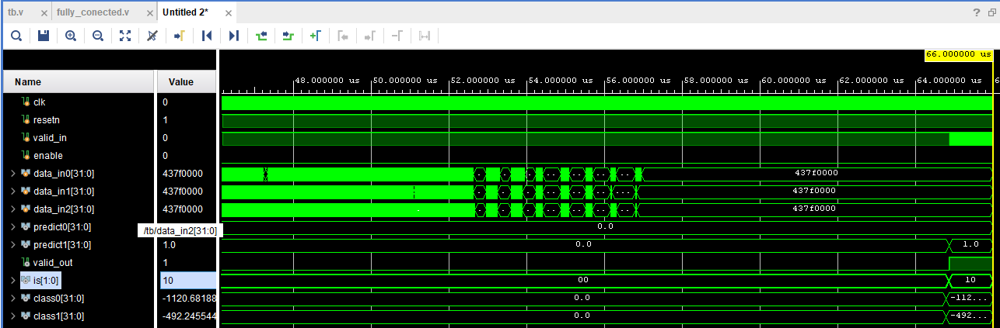 tb.v × fully_conected.v × Untitled 2* × ?
66.000000 us
Name Value 48.000000 us 50.000000 us 52.000000 us 54.000000 us 56.000000 us 58.000000 us 60.000000 us 62.000000 us 64.000000 us 6
clk 0
resetn 1
valid_in 0
enable 0
data_in0[31:0] 437f0000 437f0000
data_in1[31:0] 437f0000 437f0000
data_in2[31:0] 437f0000 437f0000
predict0[31:0] 0.0
/tb/data_in2[31:0]
predict1[31:0] 1.0 0.0 1.0
valid_out 1
is[1:0] 10 00 10
class0[31:0] -1120.68188 0.0 -112...
class1[31:0] -492.245544 0.0 -492...